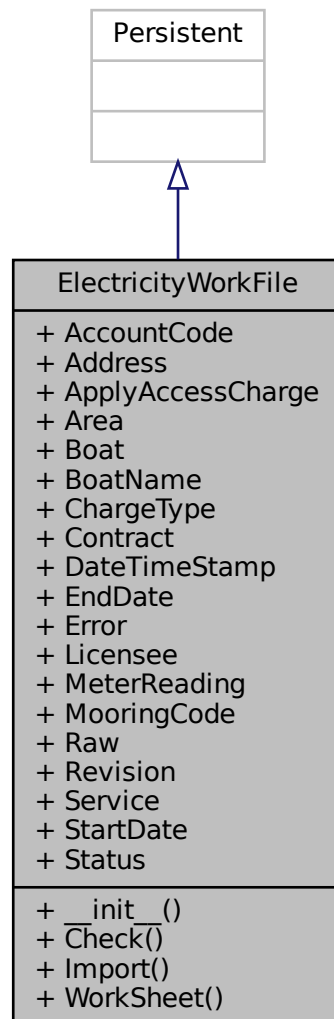 Persistent
ElectricityWorkFile
+ AccountCode
+ Address
+ ApplyAccessCharge
+ Area
+ Boat
+ BoatName
+ ChargeType
+ Contract
+ DateTimeStamp
+ EndDate
+ Error
+ Licensee
+ MeterReading
+ MooringCode
+ Raw
+ Revision
+ Service
+ StartDate
+ Status
+ __init__()
+ Check()
+ Import()
+ WorkSheet()